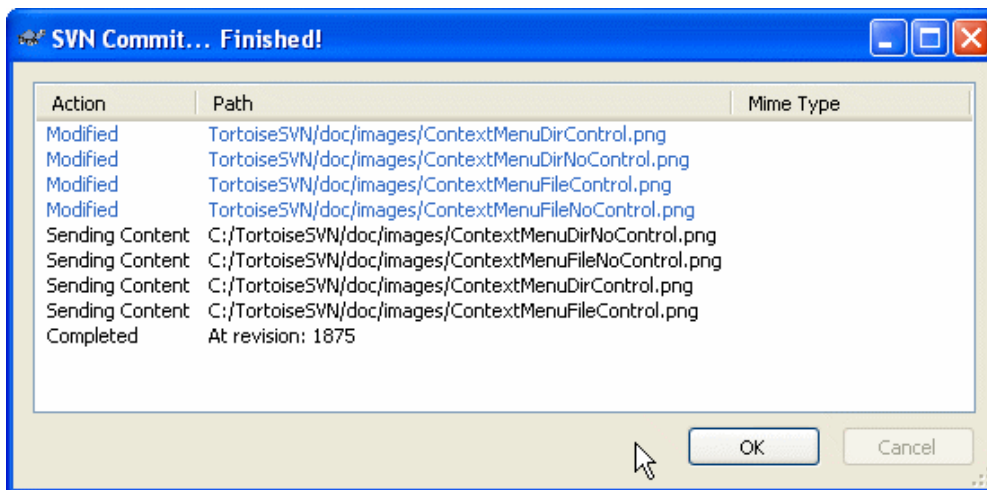 SVN Commit... Finished!
Action Path Mime Type
Modified TortoiseSVN/doc/images/ContextMenuDirControl.png
Modified TortoiseSVN/doc/images/ContextMenuDirNoControl.png
Modified TortoiseSVN/doc/images/ContextMenuFileControl.png
Modified TortoiseSVN/doc/images/ContextMenuFileNoControl.png
Sending Content C:/TortoiseSVN/doc/images/ContextMenuDirNoControl.png
Sending Content C:/TortoiseSVN/doc/images/ContextMenuFileNoControl.png
Sending Content C:/TortoiseSVN/doc/images/ContextMenuDirControl.png
Sending Content C:/TortoiseSVN/doc/images/ContextMenuFileControl.png
Completed At revision: 1875
OK Cancel